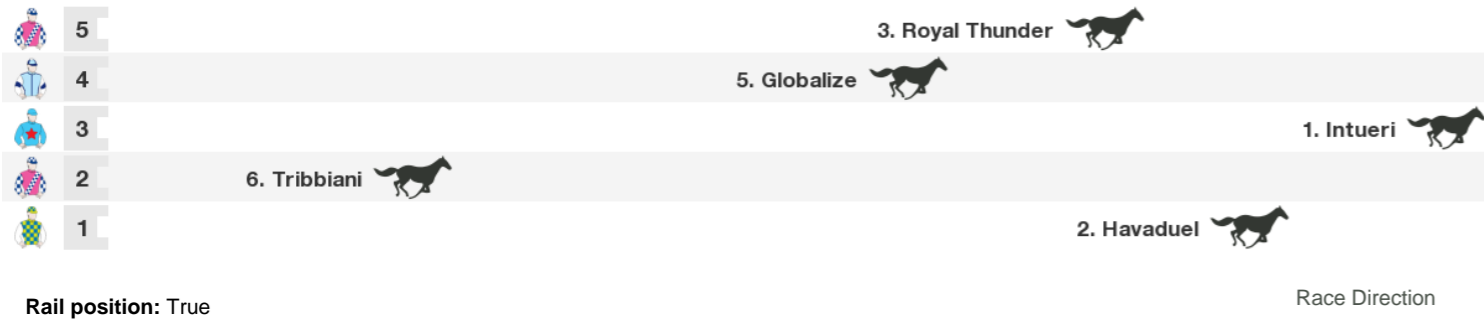 5 3. Royal Thunder
4 5. Globalize
3 1. Intueri
2 6. Tribbiani
1 2. Havaduel
Rail position: True
Race Direction